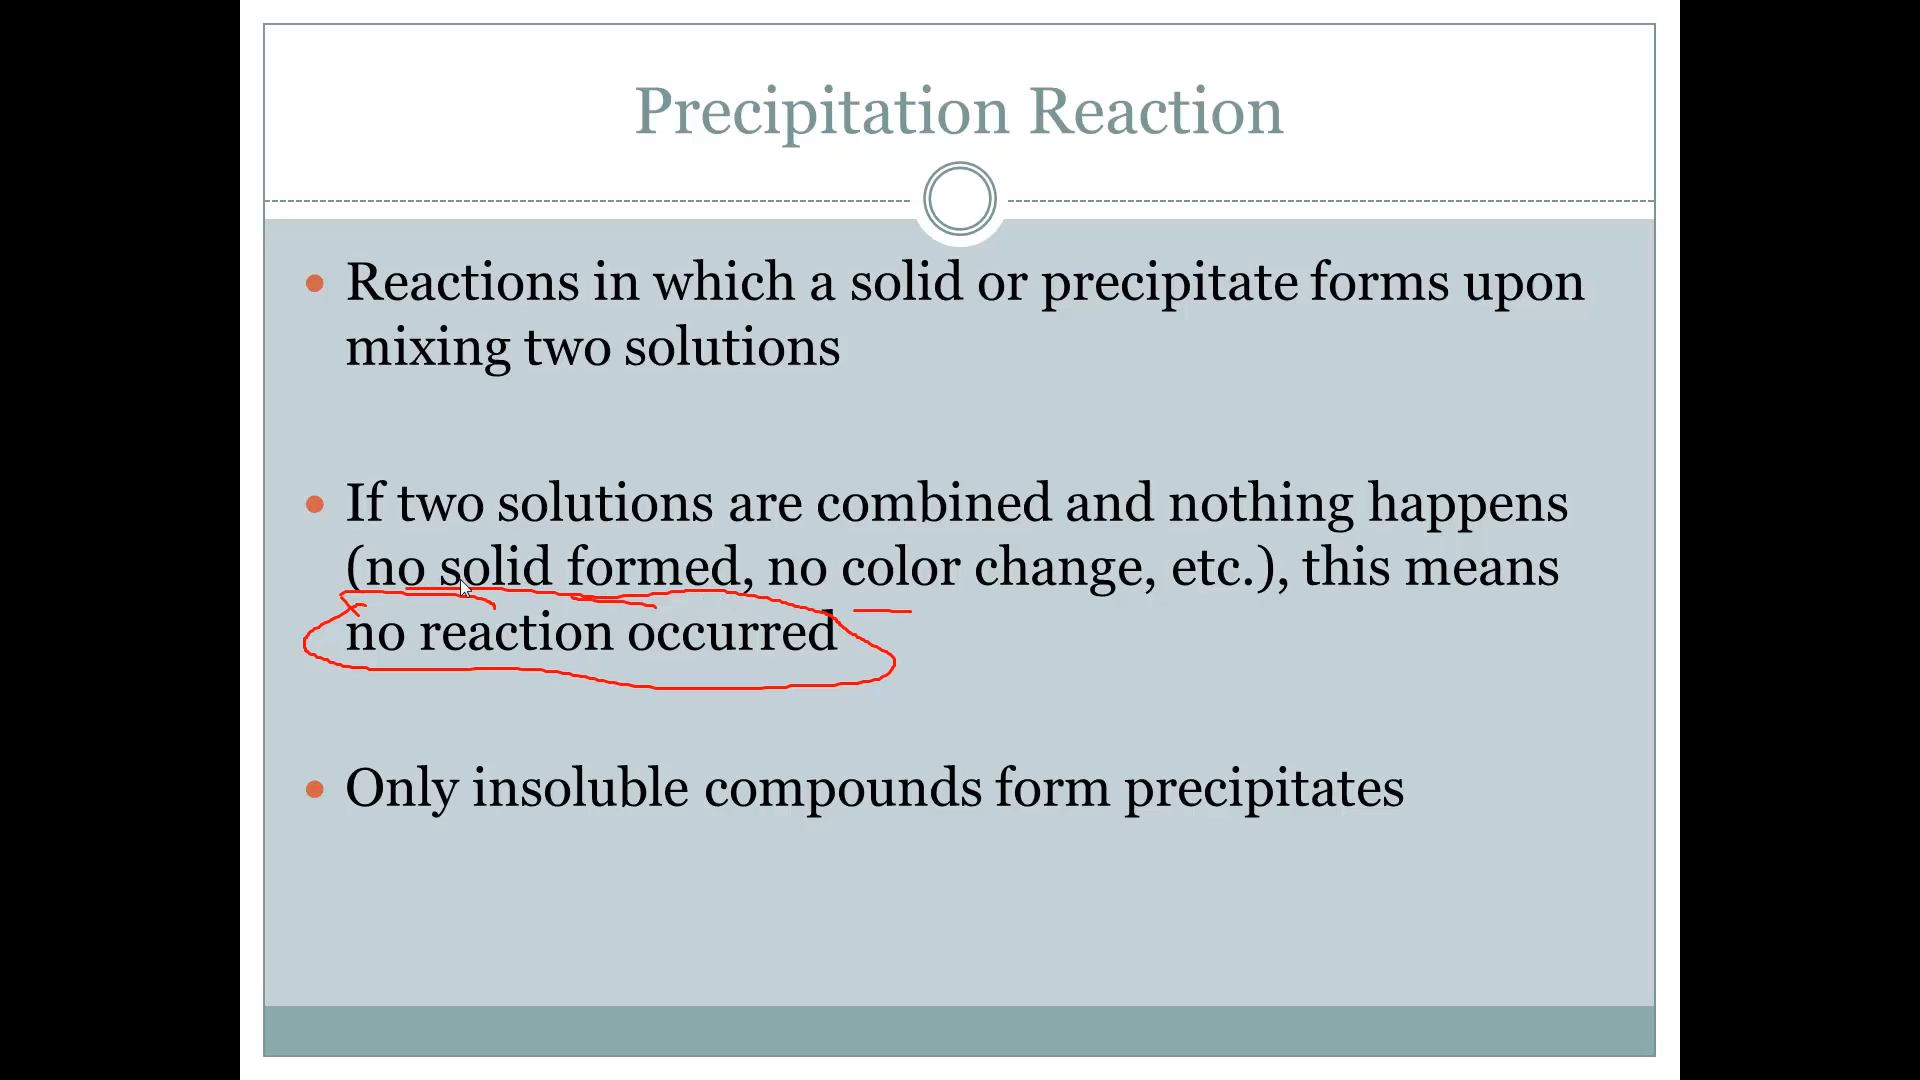 Precipitation Reaction
• Reactions in which a solid or precipitate forms upon
mixing two solutions
• If two solutions are combined and nothing happens
(no solid formed, no color change, etc.), this means
no reaction occurred
• Only insoluble compounds form precipitates